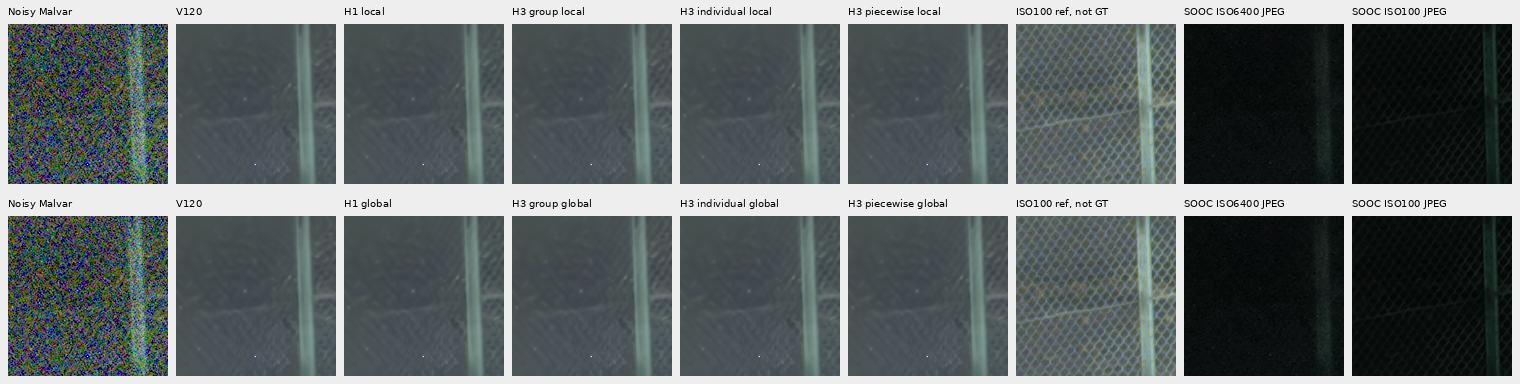 Noisy Malvar V120 H1 local H3 group local H3 individual local H3 piecewise local ISO100 ref, not GT SOOC ISO6400 JPEG SOOC ISO100 JPEG
Noisy Malvar V120 H1 global H3 group global H3 individual global H3 piecewise global ISO100 ref, not GT SOOC ISO6400 JPEG SOOC ISO100 JPEG